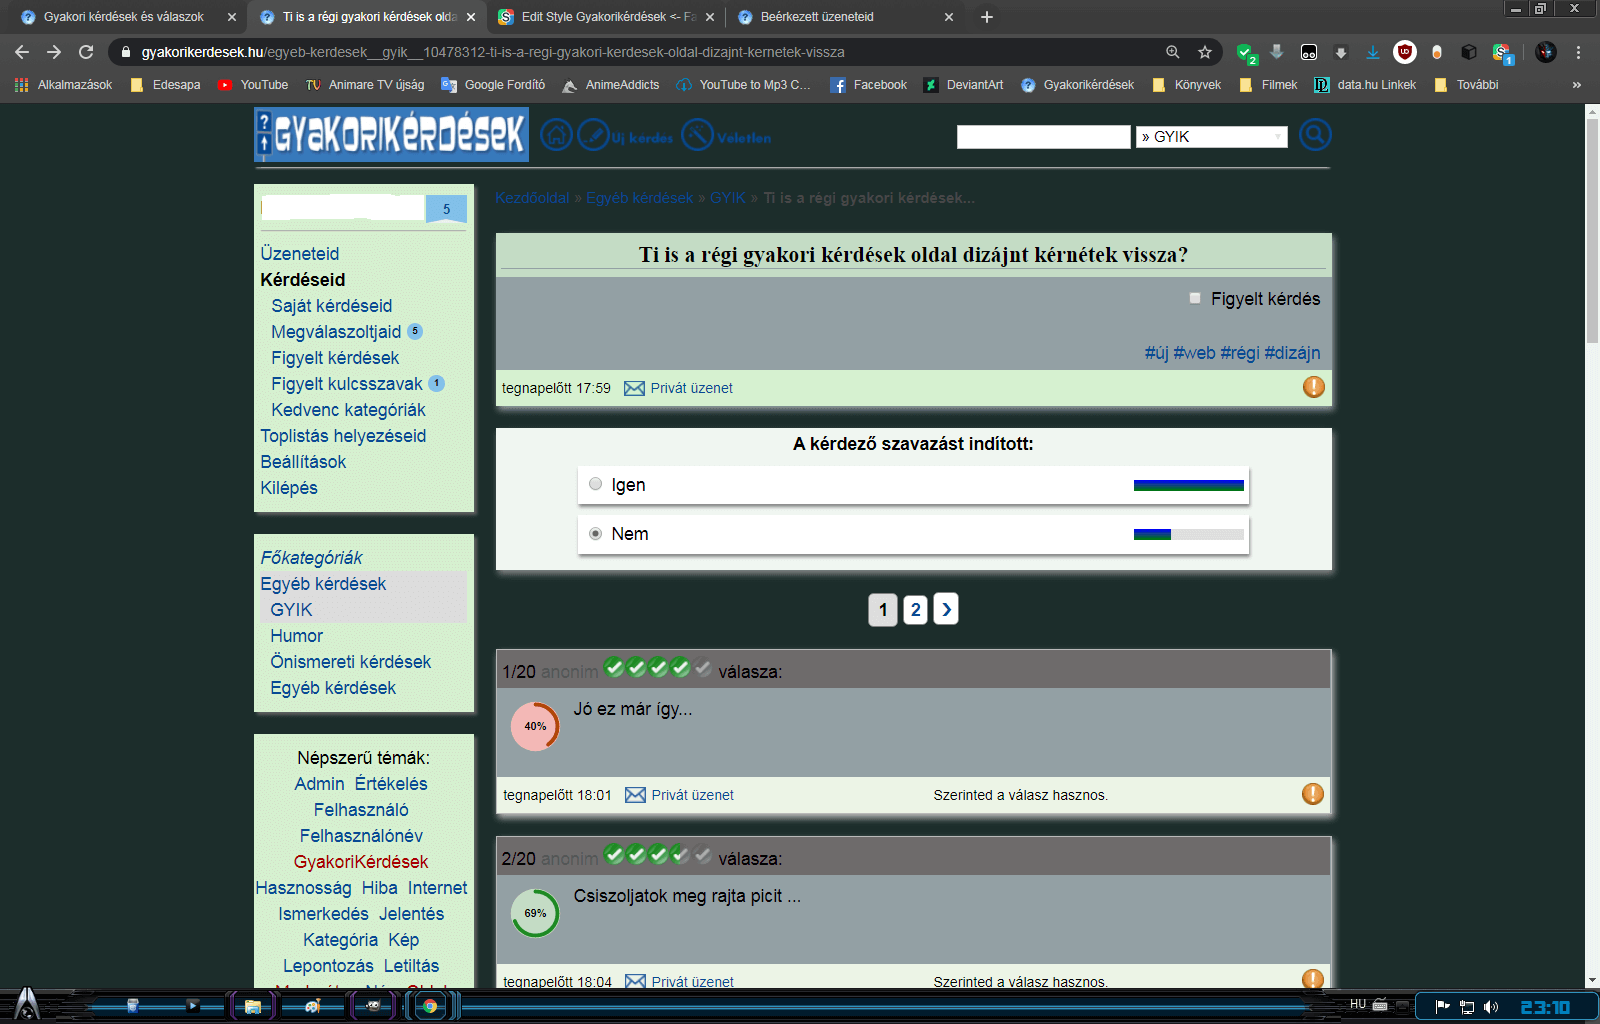 Gyakori kérdések és válaszok
Ti is a régi gyakori kérdések olda
Edit Style Gyakorikérdések <- Fa
Beérkezett üzeneteid
gyakorikerdesek.hu/egyeb-kerdesek__gyik__10478312-ti-is-a-regi-gyakori-kerdesek-oldal-dizajnt-kernetek-vissza
2
1
Alkalmazások
Edesapa
YouTube
Animare TV újság
Google Fordító
AnimeAddicts
YouTube to Mp3 C...
Facebook
DeviantArt
Gyakorikérdések
Könyvek
Filmek
data.hu Linkek
További
»
GYAKORIKÉRDÉSEK
Új kérdés
Véletlen
» GYIK
5
Üzeneteid
Kérdéseid
Saját kérdéseid
Megválaszoltjaid 5
Figyelt kérdések
Figyelt kulcsszavak 1
Kedvenc kategóriák
Toplistás helyezéseid
Beállítások
Kilépés
Főkategóriák
Egyéb kérdések
GYIK
Humor
Önismereti kérdések
Egyéb kérdések
Népszerű témák:
Admin Értékelés
Felhasználó
Felhasználónév
GyakoriKérdések
Hasznosság Hiba Internet
Ismerkedés Jelentés
Kategória Kép
Lepontozás Letiltás
Kezdőoldal » Egyéb kérdések » GYIK » Ti is a régi gyakori kérdések...
Ti is a régi gyakori kérdések oldal dizájnt kérnétek vissza?
Figyelt kérdés
#új #web #régi #dizájn
tegnapelőtt 17:59 Privát üzenet
A kérdező szavazást indított:
Igen
Nem
1 2 ›
1/20 anonim válasza:
40%
Jó ez már így...
tegnapelőtt 18:01 Privát üzenet Szerinted a válasz hasznos.
2/20 anonim válasza:
69%
Csiszoljatok meg rajta picit ...
tegnapelőtt 18:04 Privát üzenet Szerinted a válasz hasznos.
HU
23:10